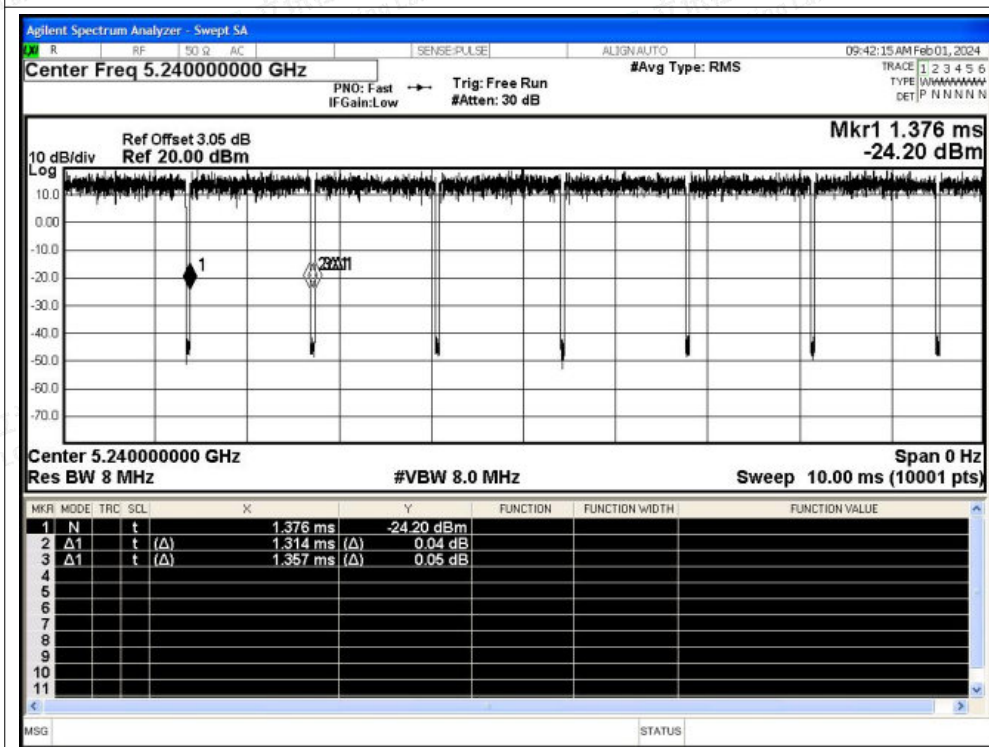 Agilent Spectrum Analyzer - Swept SA
R RF 50 Ω AC SENSE:PULSE ALIGNAUTO 09:42:15 AM Feb 01, 2024
Center Freq 5.240000000 GHz #Avg Type: RMS TRACE 1 2 3 4 5 6
PNO: Fast Trig: Free Run TYPE
IFGain:Low #Atten: 30 dB DET P N N N N N
Mkr1 1.376 ms
Ref Offset 3.05 dB
10 dB/div Ref 20.00 dBm -24.20 dBm
Log
10.0
0.00
-10.0
1
-20.0
-30.0
-40.0
-50.0
-60.0
-70.0
Center 5.240000000 GHz Span 0 Hz
Res BW 8 MHz #VBW 8.0 MHz Sweep 10.00 ms (10001 pts)
MKR MODE TRC SCL X Y FUNCTION FUNCTION WIDTH FUNCTION VALUE
1 N t 1.376 ms -24.20 dBm
2 Δ1 t (Δ) 1.314 ms (Δ) 0.04 dB
3 Δ1 t (Δ) 1.357 ms (Δ) 0.05 dB
4
5
6
7
8
9
10
11
MSG STATUS